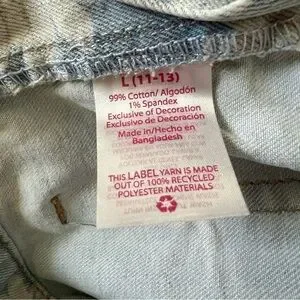 L (11-13)
99% Cotton/ Algodón
1% Spandex
Exclusive of Decoration
Exclusivo de Decoración
Made in/Hecho en
Bangladesh
THIS LABEL YARN IS MADE
OUT OF 100% RECYCLED
POLYESTER MATERIALS